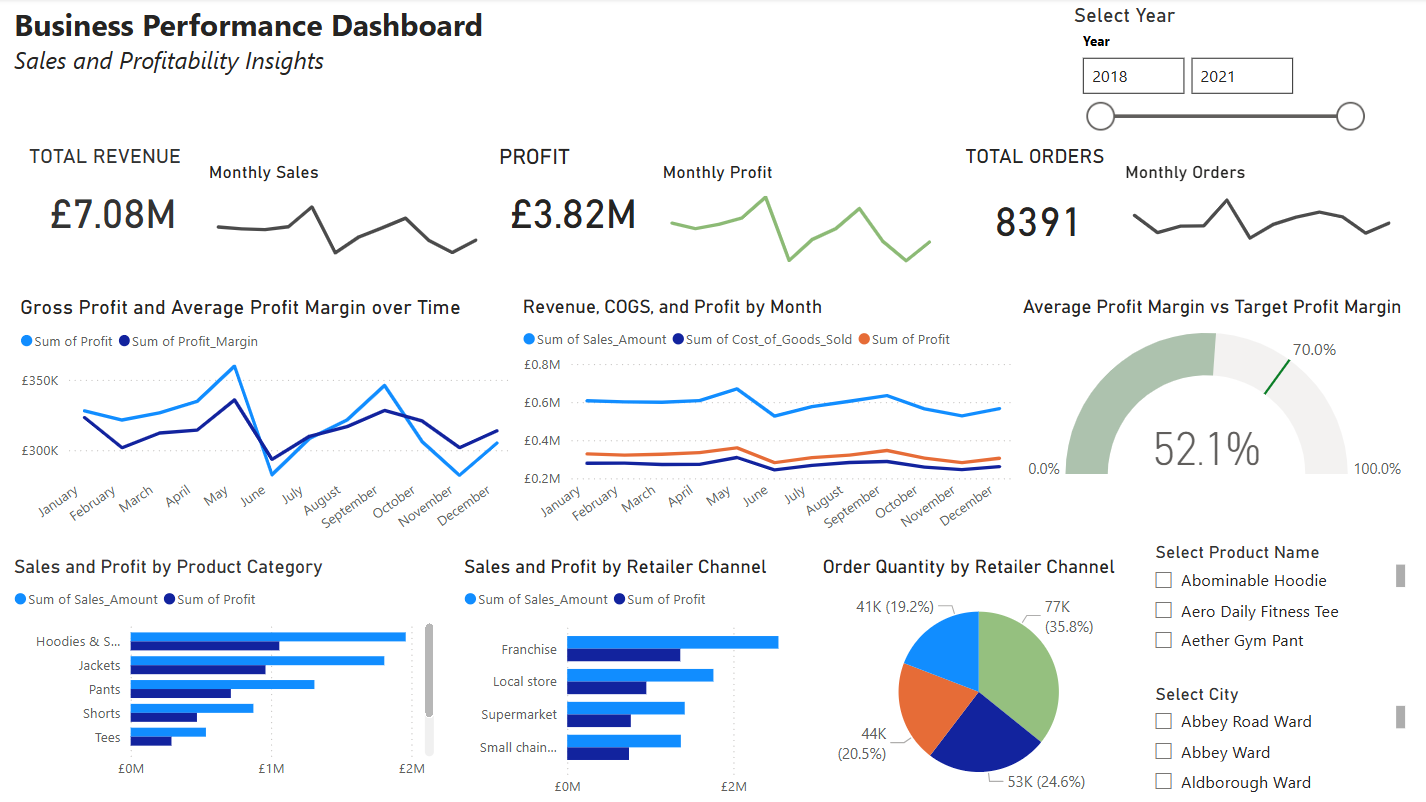 Business Performance Dashboard
Sales and Profitability Insights
Select Year
Year
2018 2021
TOTAL REVENUE
£7.08M
Monthly Sales
PROFIT
£3.82M
Monthly Profit
TOTAL ORDERS
8391
Monthly Orders
Gross Profit and Average Profit Margin over Time
Sum of Profit Sum of Profit_Margin
£350K
£300K
January February March April May June July August September October November December
Revenue, COGS, and Profit by Month
Sum of Sales_Amount Sum of Cost_of_Goods_Sold Sum of Profit
£0.8M
£0.6M
£0.4M
£0.2M
January February March April May June July August September October November December
Average Profit Margin vs Target Profit Margin
70.0%
52.1%
0.0% 100.0%
Sales and Profit by Product Category
Sum of Sales_Amount Sum of Profit
Hoodies & S...
Jackets
Pants
Shorts
Tees
£0M £1M £2M
Sales and Profit by Retailer Channel
Sum of Sales_Amount Sum of Profit
Franchise
Local store
Supermarket
Small chain...
£0M £2M
Order Quantity by Retailer Channel
41K (19.2%)
77K
(35.8%)
44K
(20.5%)
53K (24.6%)
Select Product Name
Abominable Hoodie
Aero Daily Fitness Tee
Aether Gym Pant
Select City
Abbey Road Ward
Abbey Ward
Aldborough Ward